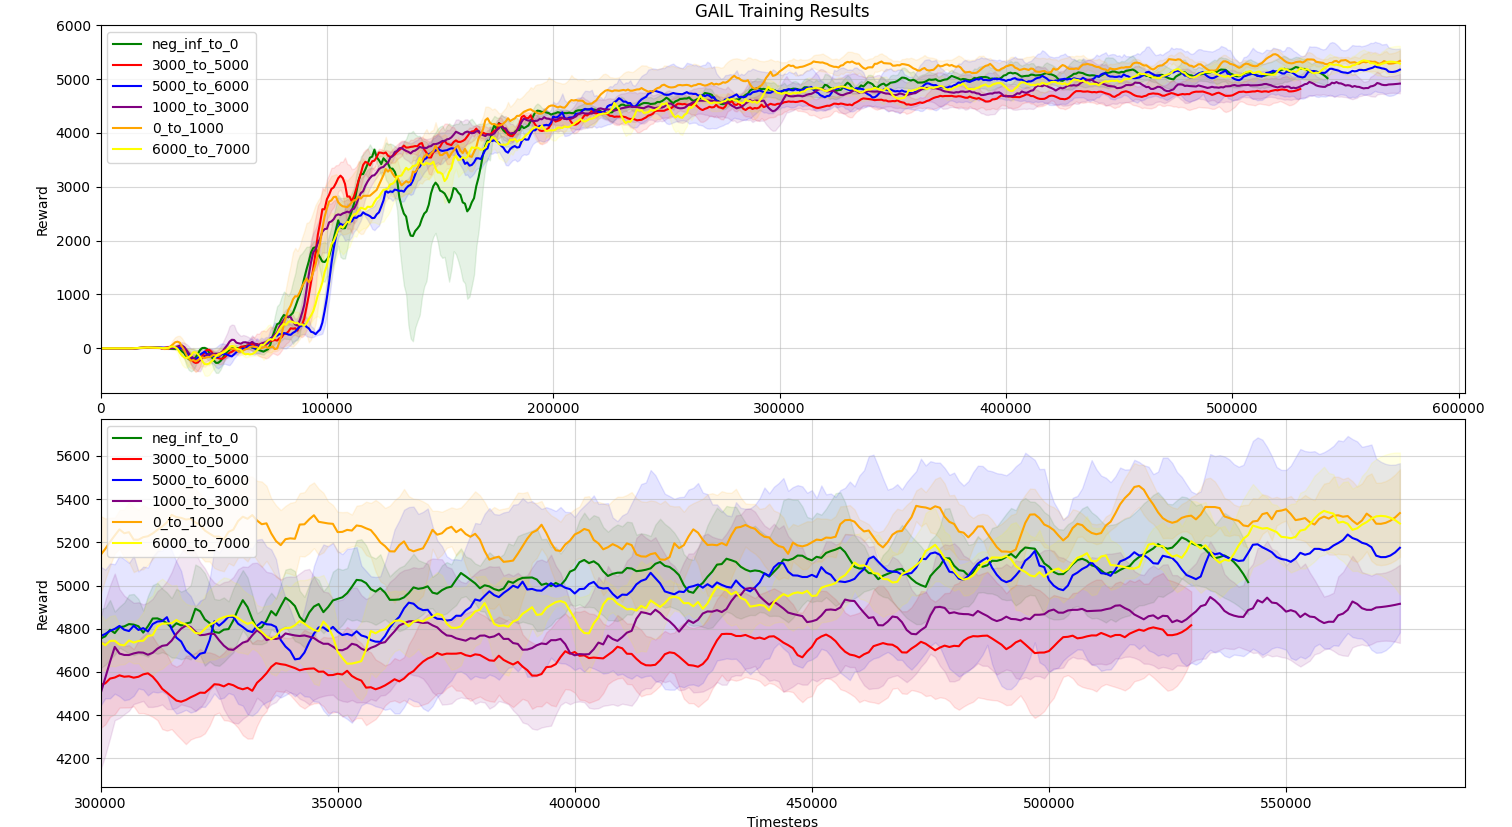 GAIL Training Results
6000
5000
4000
3000
2000
1000
0
Reward
neg_inf_to_0
3000_to_5000
5000_to_6000
1000_to_3000
0_to_1000
6000_to_7000
0 100000 200000 300000 400000 500000 600000
5600
5400
5200
5000
4800
4600
4400
4200
Reward
neg_inf_to_0
3000_to_5000
5000_to_6000
1000_to_3000
0_to_1000
6000_to_7000
300000 350000 400000 450000 500000 550000
Timesteps